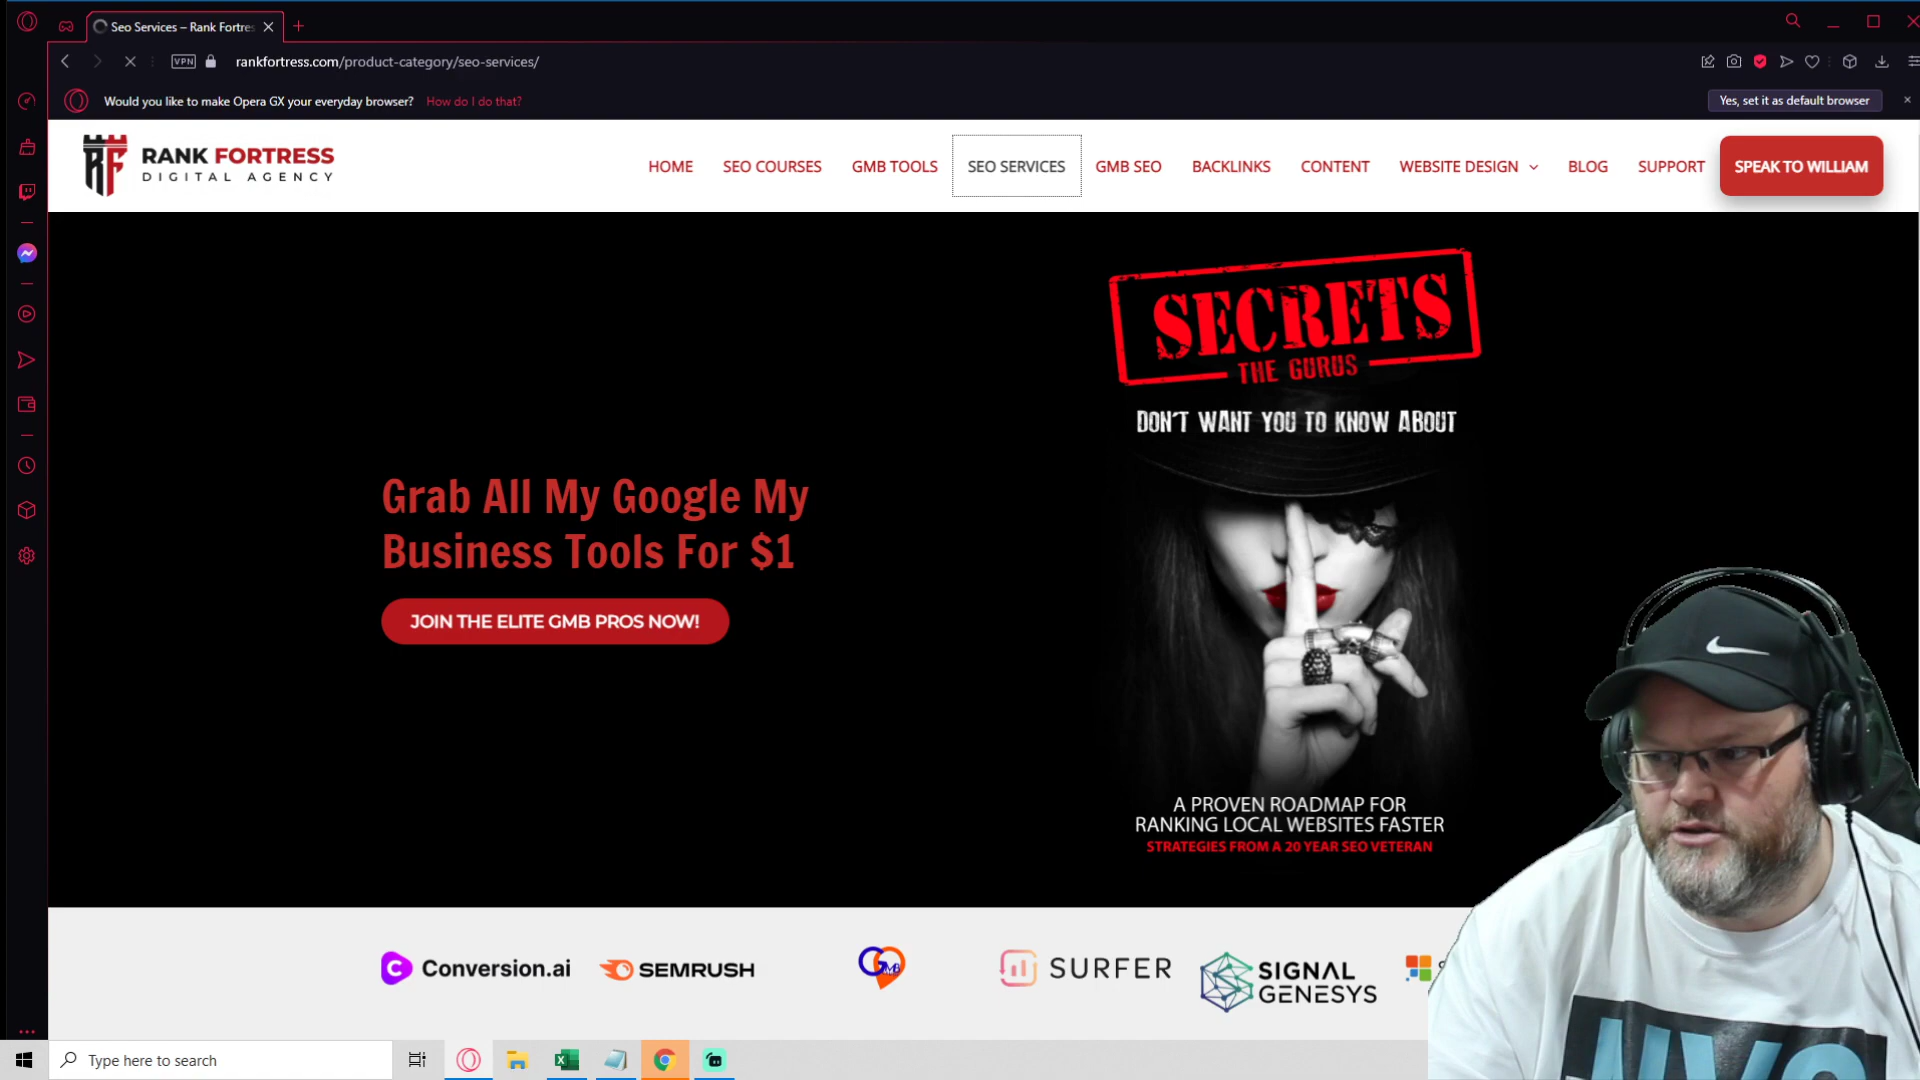 Seo Services – Rank Fortres
VPN
rankfortress.com/product-category/seo-services/
Would you like to make Opera GX your everyday browser? How do I do that?
Yes, set it as default browser
RF
RANK FORTRESS
DIGITAL AGENCY
HOME SEO COURSES GMB TOOLS SEO SERVICES GMB SEO BACKLINKS CONTENT WEBSITE DESIGN BLOG SUPPORT SPEAK TO WILLIAM
SECRETS
THE GURUS
DON'T WANT YOU TO KNOW ABOUT
Grab All My Google My
Business Tools For $1
JOIN THE ELITE GMB PROS NOW!
A PROVEN ROADMAP FOR
RANKING LOCAL WEBSITES FASTER
STRATEGIES FROM A 20 YEAR SEO VETERAN
Conversion.ai
SEMRUSH
GMB
SURFER
SIGNAL
GENESYS
NYC
Type here to search